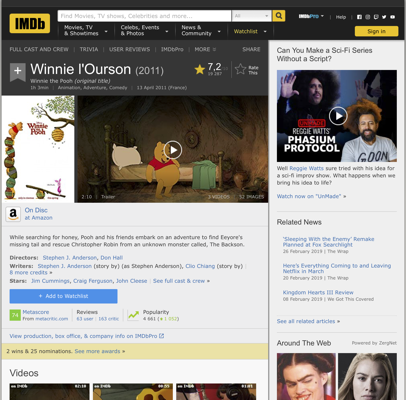 IMDb
Find Movies, TV shows, Celebrities and more...
All
IMDbPro
Help
Movies, TV
& Showtimes
Celebs, Events
& Photos
News &
Community
Watchlist
Sign in
FULL CAST AND CREW | TRIVIA | USER REVIEWS | IMDbPro | MORE
SHARE
Winnie l'Ourson (2011)
Winnie the Pooh (original title)
1h 3min | Animation, Adventure, Comedy | 13 April 2011 (France)
7,2
Rate
This
Winnie
the
Pooh
2:10 | Trailer
2 VIDEOS
32 IMAGES
On Disc
at Amazon
While searching for honey, Pooh and his friends embark on an adventure to find Eeyore's
missing tail and rescue Christopher Robin from an unknown monster called, The Backson.
Directors: Stephen J. Anderson, Don Hall
Writers: Stephen J. Anderson (story by) (as Stephen Anderson), Clio Chiang (story by) |
8 more credits »
Stars: Jim Cummings, Craig Ferguson, John Cleese | See full cast & crew »
+ Add to Watchlist
74
Metascore
From metacritic.com
Reviews
63 user | 163 critic
Popularity
4 661
View production, box office, & company info on IMDbPro
2 wins & 25 nominations. See more awards »
Videos
Can You Make a Sci-Fi Series
Without a Script?
REGGIE WATTS'
PHASIUM
PROTOCOL
Well Reggie Watts sure tried with his idea for
a sci-fi improv show. What happens when we
bring his idea to life?
Watch now on "UnMade" »
Related News
'Sleeping With the Enemy' Remake
Planned at Fox Searchlight
26 February 2019 | The Wrap
Here's Everything Coming to and Leaving
Netflix in March
20 February 2019 | The Wrap
Kingdom Hearts III Review
08 February 2019 | We Got This Covered
See all related articles »
Around The Web
Powered by ZergNet